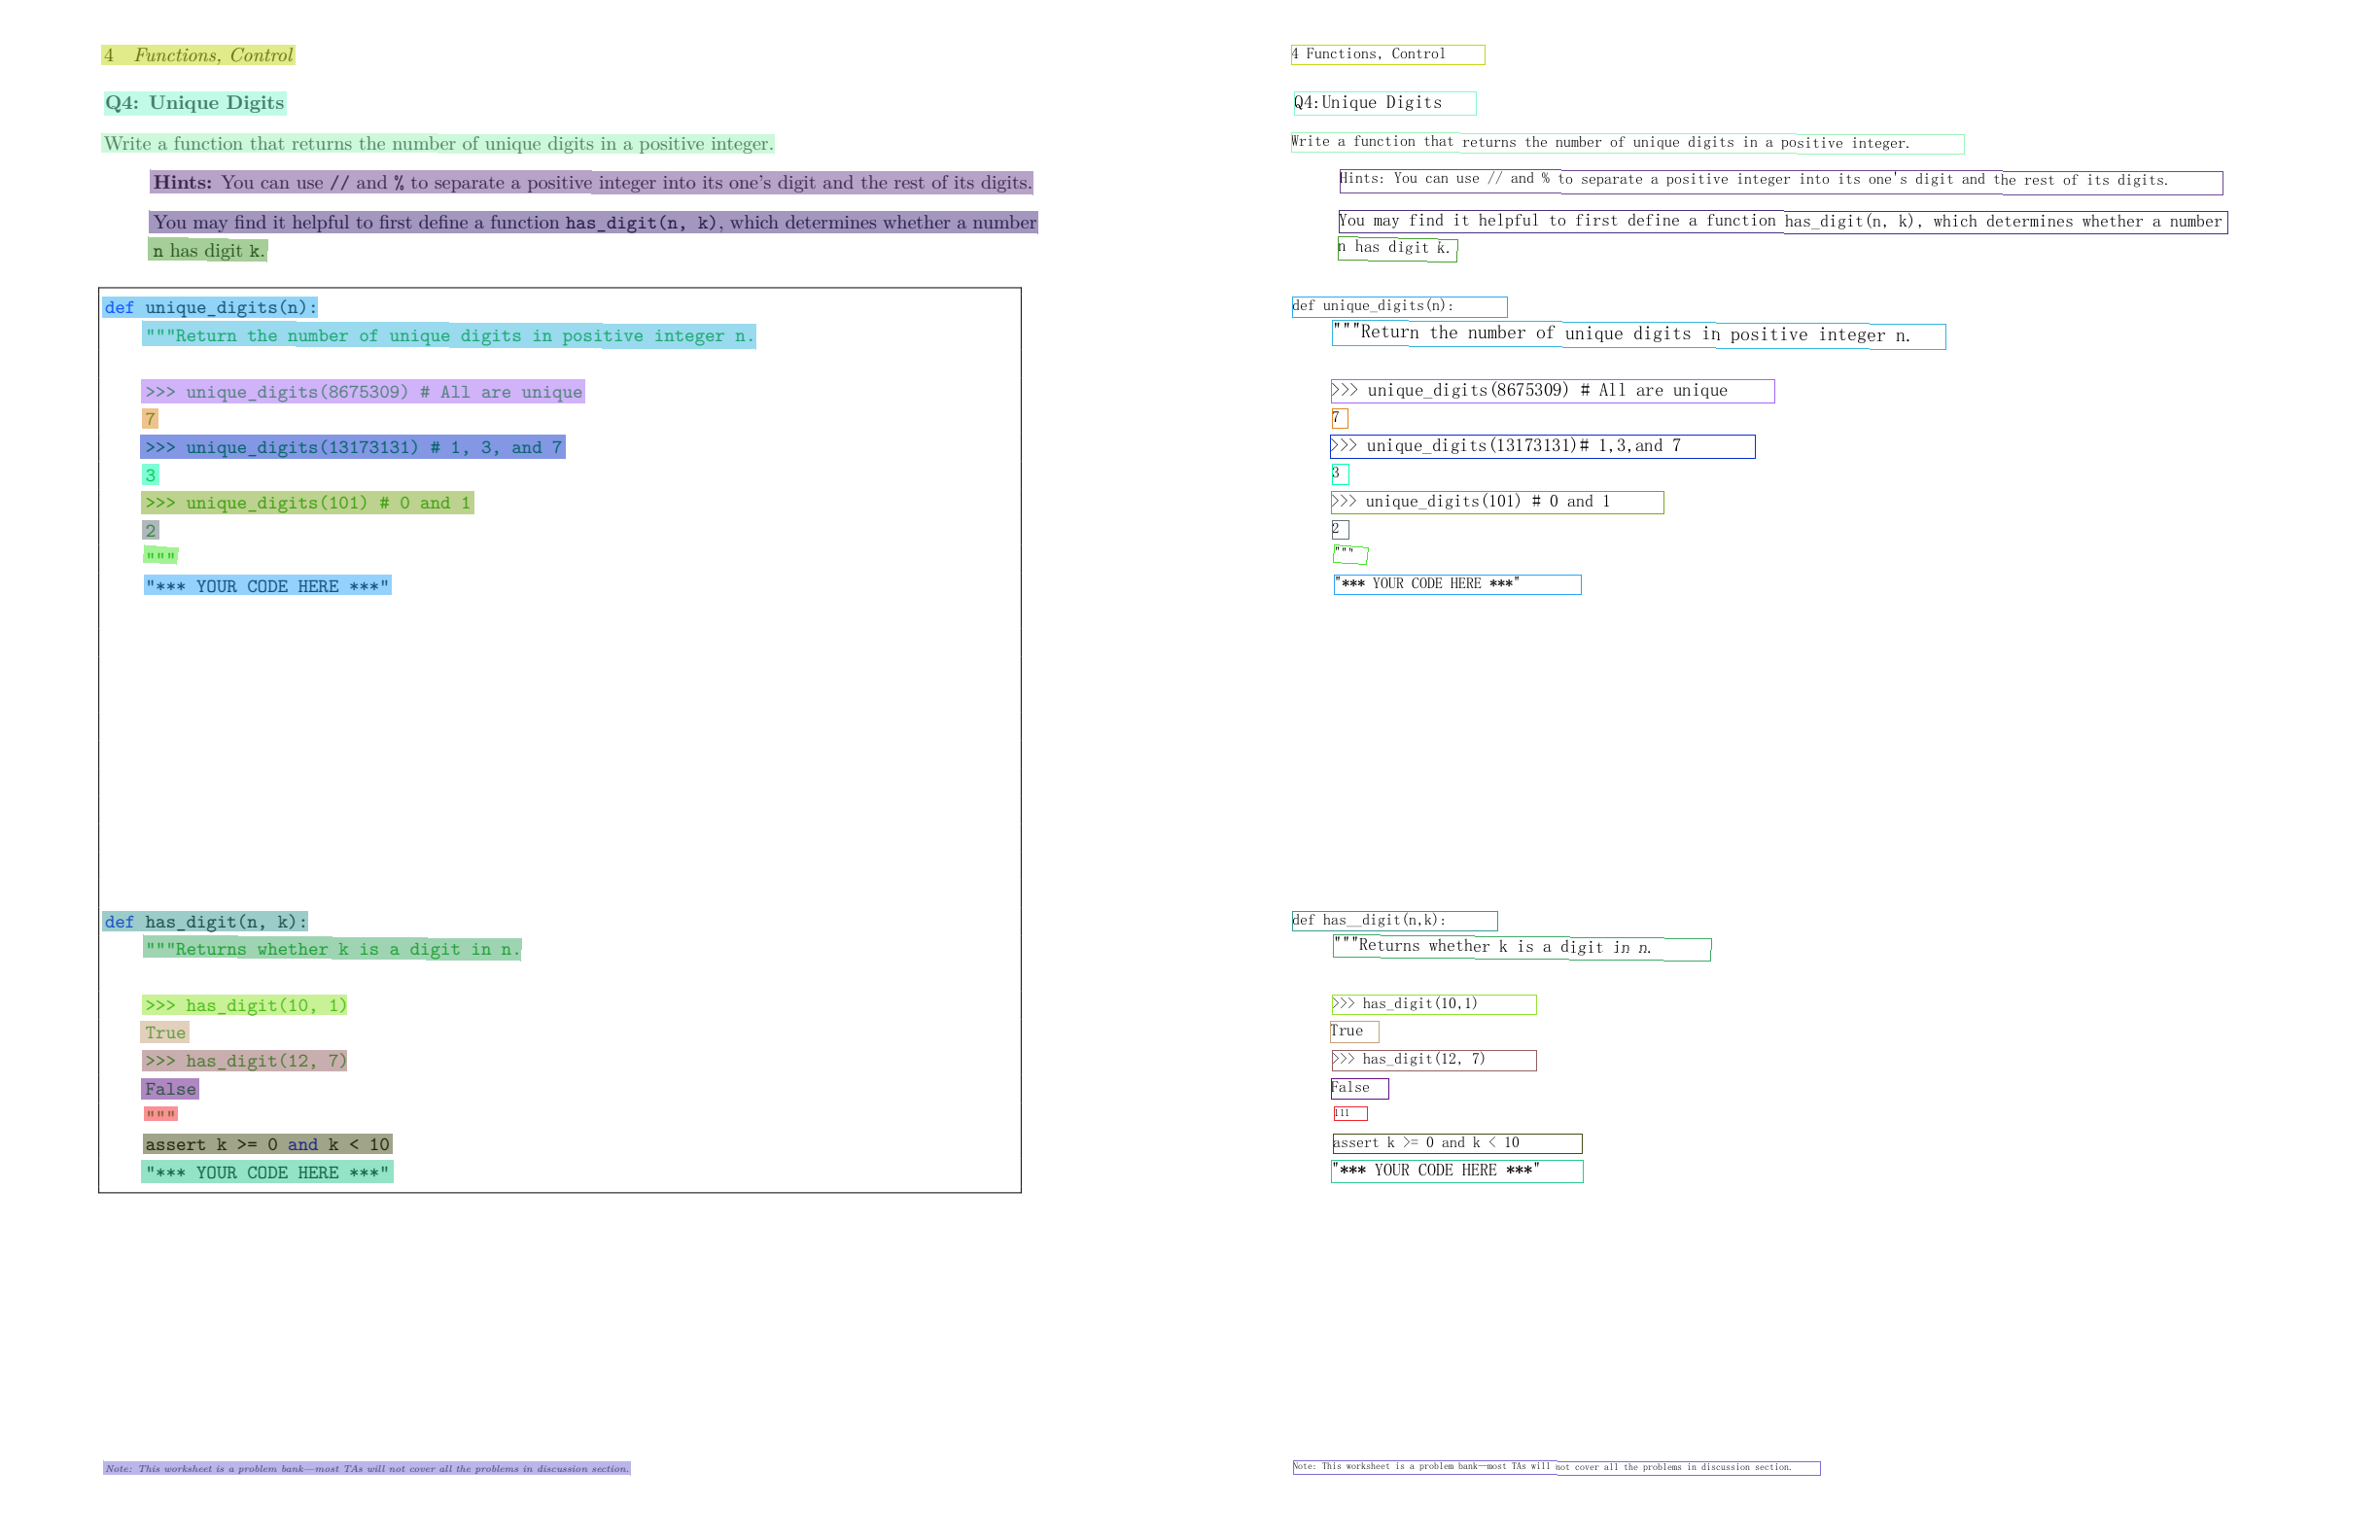 4 Functions, Control
Q4: Unique Digits
Write a function that returns the number of unique digits in a positive integer.
Hints: You can use // and % to separate a positive integer into its one's digit and the rest of its digits.
You may find it helpful to first define a function has_digit(n, k), which determines whether a number
n has digit k.
def unique_digits(n):
"""Return the number of unique digits in positive integer n.
>>> unique_digits(8675309) # All are unique
7
>>> unique_digits(13173131) # 1, 3, and 7
3
>>> unique_digits(101) # 0 and 1
2
"""
"*** YOUR CODE HERE ***"
def has_digit(n, k):
"""Returns whether k is a digit in n.
>>> has_digit(10, 1)
True
>>> has_digit(12, 7)
False
"""
assert k >= 0 and k < 10
"*** YOUR CODE HERE ***"
Note: This worksheet is a problem bank—most TAs will not cover all the problems in discussion section.
4 Functions, Control
Q4:Unique Digits
Write a function that returns the number of unique digits in a positive integer.
Hints: You can use // and % to separate a positive integer into its one's digit and the rest of its digits.
You may find it helpful to first define a function has_digit(n, k), which determines whether a number
n has digit k.
def unique_digits(n):
"""Return the number of unique digits in positive integer n.
>>> unique_digits(8675309) # All are unique
7
>>> unique_digits(13173131)# 1,3,and 7
3
>>> unique_digits(101) # 0 and 1
2
"""
"*** YOUR CODE HERE ***"
def has__digit(n,k):
"""Returns whether k is a digit in n.
>>> has_digit(10,1)
True
>>> has_digit(12, 7)
False
111
assert k >= 0 and k < 10
"*** YOUR CODE HERE ***"
Note: This worksheet is a problem bank—most TAs will not cover all the problems in discussion section.